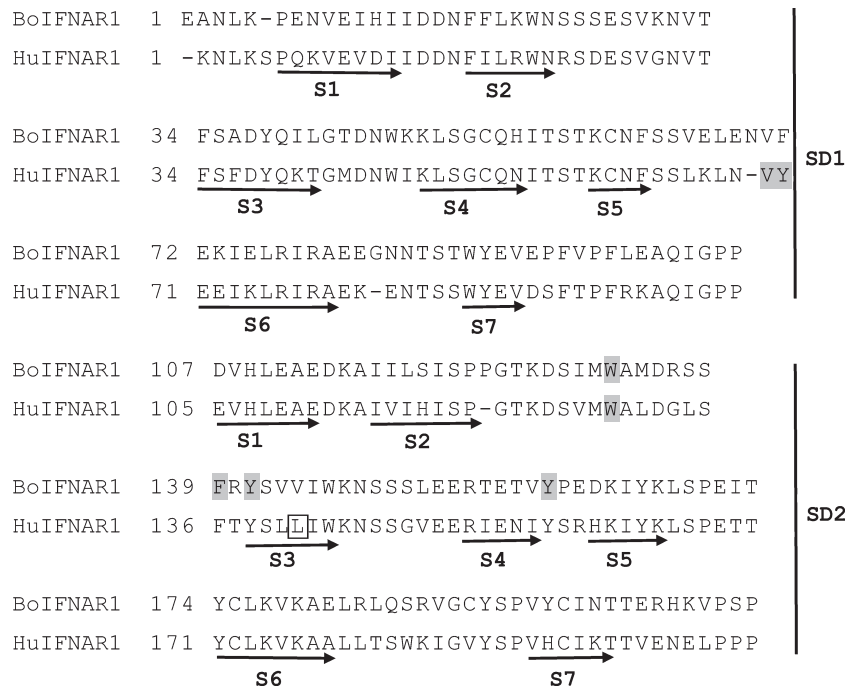 BoIFNAR1 1 EANLK-PENVEIHIIDDNFFLKWNSSSESVKNVT
HuIFNAR1 1 -KNLKSPQKVEVDIIDDNFILRWNRSDESVGNVT
S1 S2
BoIFNAR1 34 FSADYQILGTDNWKKLSGCQHITSTKCNFSSVELENVF
HuIFNAR1 34 FSFDYQKTGMDNWIKLSGCQNITSTKCNFSSLKLN-VY
S3 S4 S5
SD1
BoIFNAR1 72 EKIELRIRAEEGNNTSTWYEVEPFVPFLEAQIGPP
HuIFNAR1 71 EEIKLRIRAEK-ENTSSWYEVDSFTPFRKAQIGPP
S6 S7
BoIFNAR1 107 DVHLEAEDKAIILSISPPGTKDSIMWAMDRSS
HuIFNAR1 105 EVHLEAEDKAIVIHISP-GTKDSVMWALDGLS
S1 S2
BoIFNAR1 139 FRYSVVIWKNSSSLEERTETVYPEDKIYKLSPEIT
HuIFNAR1 136 FTYSLLIWKNSSGVEERIENIYSRHKIYKLSPETT
S3 S4 S5
SD2
BoIFNAR1 174 YCLKVKAELRLQSRVGCYSPVYCINTTERHKVPSP
HuIFNAR1 171 YCLKVKAALLTSWKIGVYSPVHCIKTTVENELPPP
S6 S7